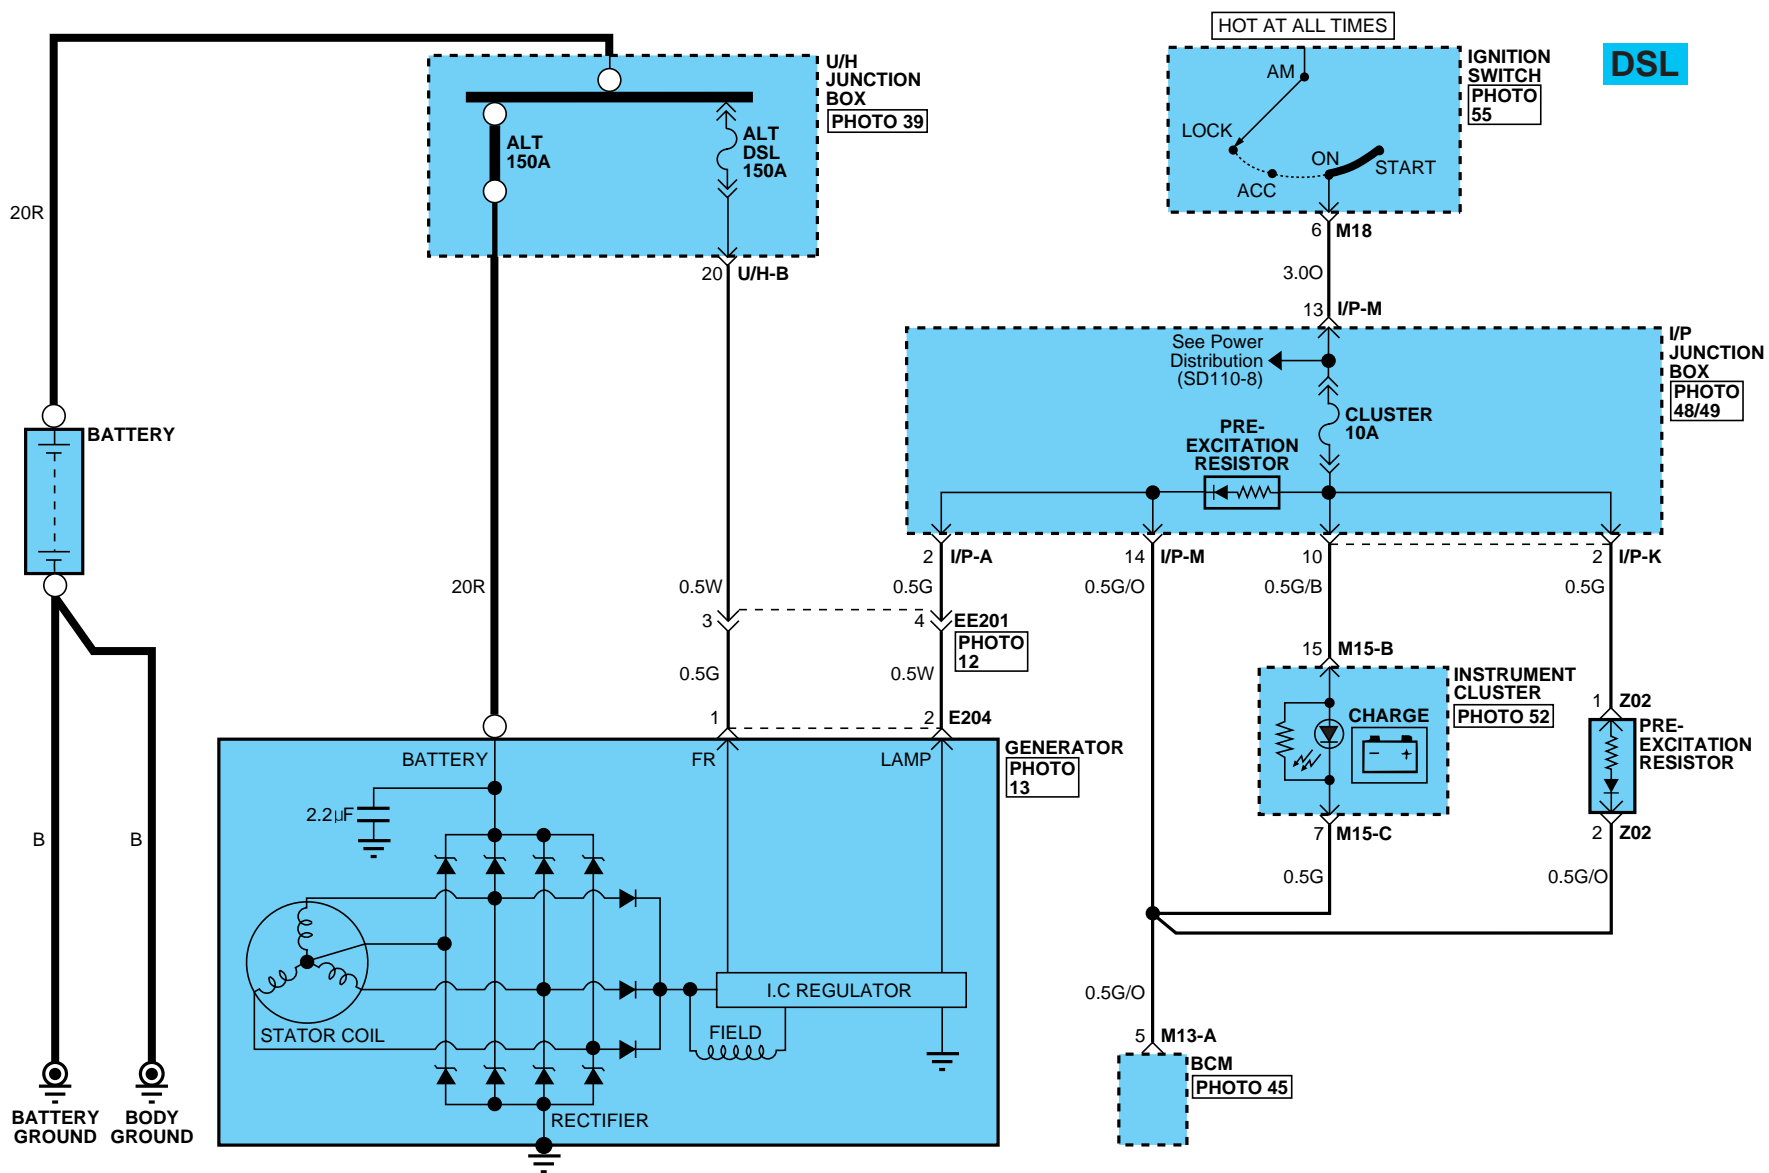 HOT AT ALL TIMES
DSL
U/H
JUNCTION
BOX
PHOTO 39
ALT
150A
ALT
DSL
150A
20R
20 U/H-B
AM
LOCK
ACC
ON
START
IGNITION
SWITCH
PHOTO
55
6 M18
3.0O
13 I/P-M
See Power
Distribution
(SD110-8)
CLUSTER
10A
PRE-
EXCITATION
RESISTOR
I/P
JUNCTION
BOX
PHOTO
48/49
BATTERY
2 I/P-A
14 I/P-M
10
2 I/P-K
20R
0.5W
0.5G
0.5G/O
0.5G/B
0.5G
3
4 EE201
PHOTO
12
0.5G
0.5W
1
2 E204
15 M15-B
INSTRUMENT
CLUSTER
PHOTO 52
CHARGE
- +
1 Z02
PRE-
EXCITATION
RESISTOR
7 M15-C
2 Z02
0.5G
0.5G/O
GENERATOR
PHOTO
13
BATTERY
FR
LAMP
2.2µF
B
B
STATOR COIL
I.C REGULATOR
FIELD
RECTIFIER
0.5G/O
5 M13-A
BCM
PHOTO 45
BATTERY
GROUND
BODY
GROUND